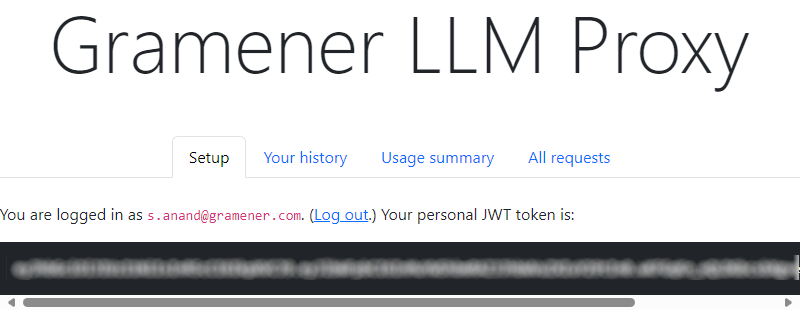 Gramener LLM Proxy
Setup Your history Usage summary All requests
You are logged in as s.anand@gramener.com. (Log out.) Your personal JWT token is: